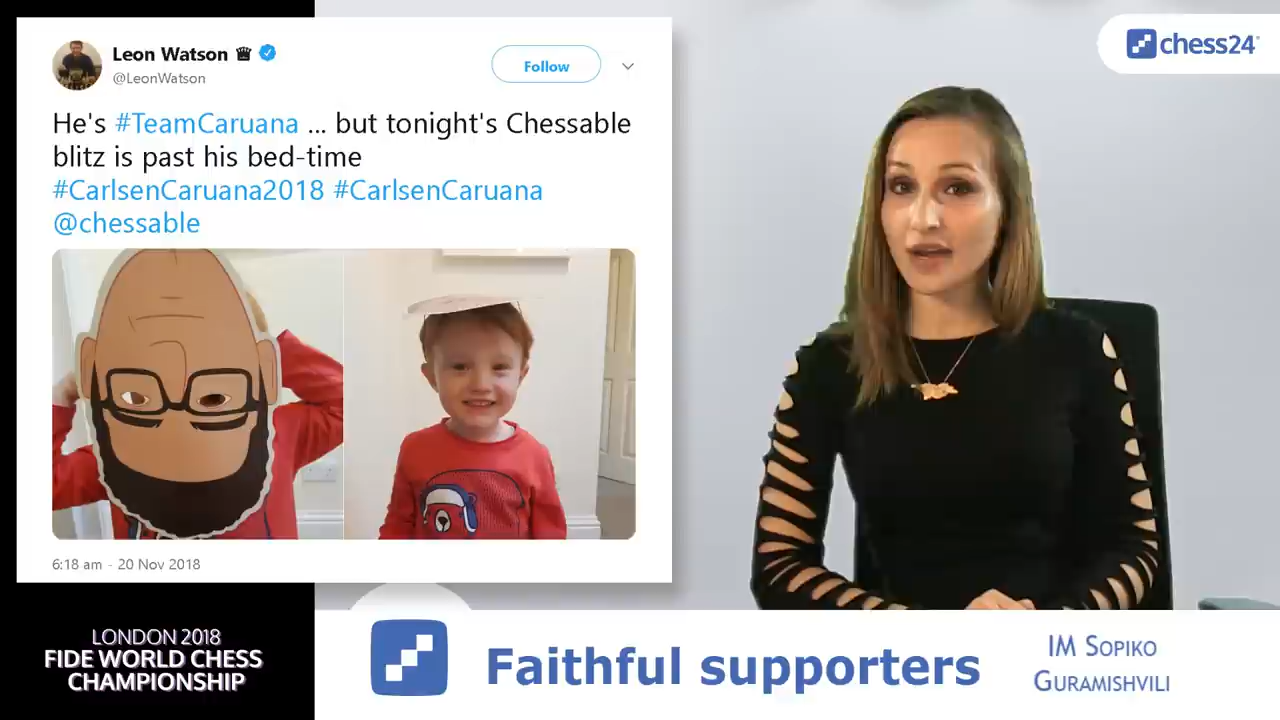 Leon Watson
@LeonWatson
Follow
He's #TeamCaruana ... but tonight's Chessable
blitz is past his bed-time
#CarlsenCaruana2018 #CarlsenCaruana
@chessable
6:18 am - 20 Nov 2018
chess24
LONDON 2018
FIDE WORLD CHESS
CHAMPIONSHIP
Faithful supporters
IM Sopiko
Guramishvili